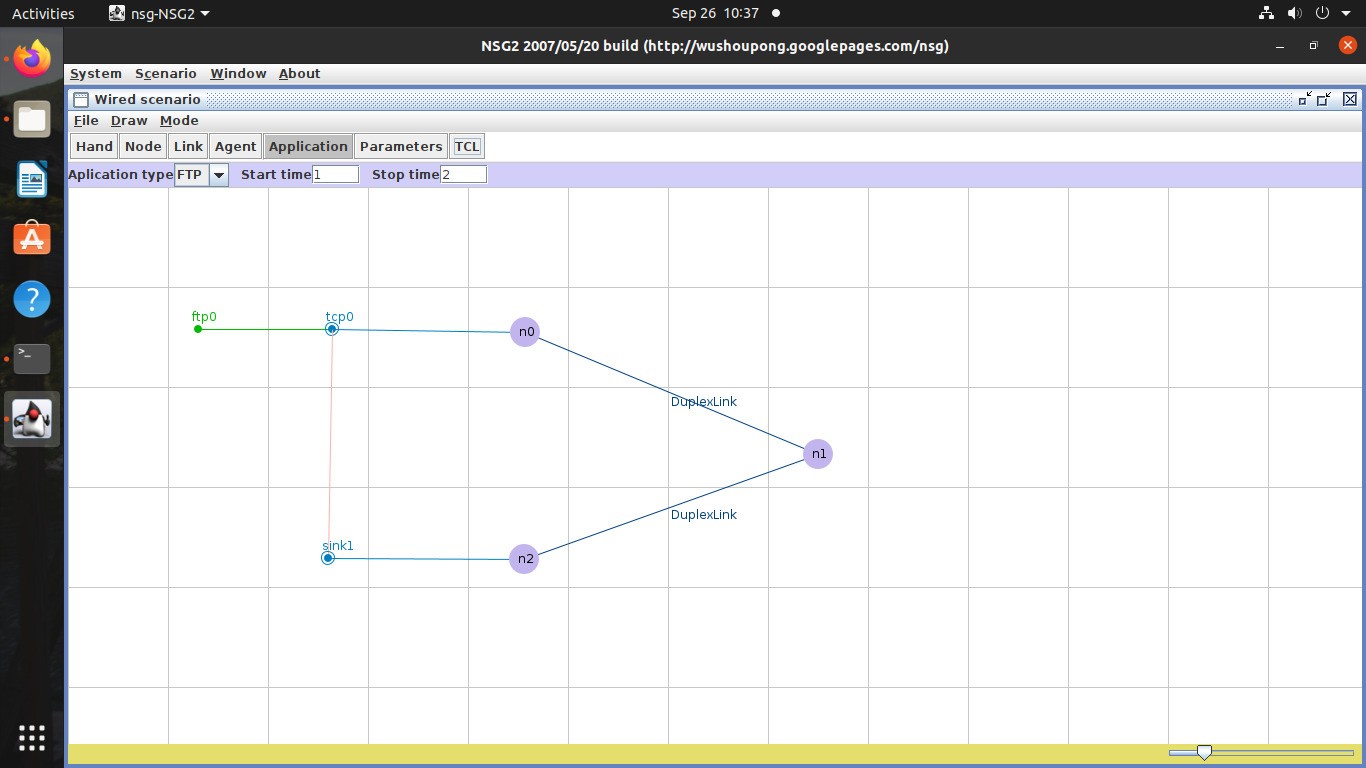 Activities nsg-NSG2 Sep 26 10:37
NSG2 2007/05/20 build (http://wushoupong.googlepages.com/nsg)
System Scenario Window About
Wired scenario
File Draw Mode
Hand Node Link Agent Application Parameters TCL
Aplication type FTP Start time 1 Stop time 2
ftp0 tcp0
n0
DuplexLink
n1
DuplexLink
sink1
n2